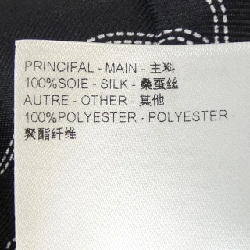 PRINCIPAL - MAIN - 主料
100%SOIE - SILK - 桑蚕丝
AUTRE - OTHER - 其他
100%POLYESTER - POLYESTER -
聚酯纤维